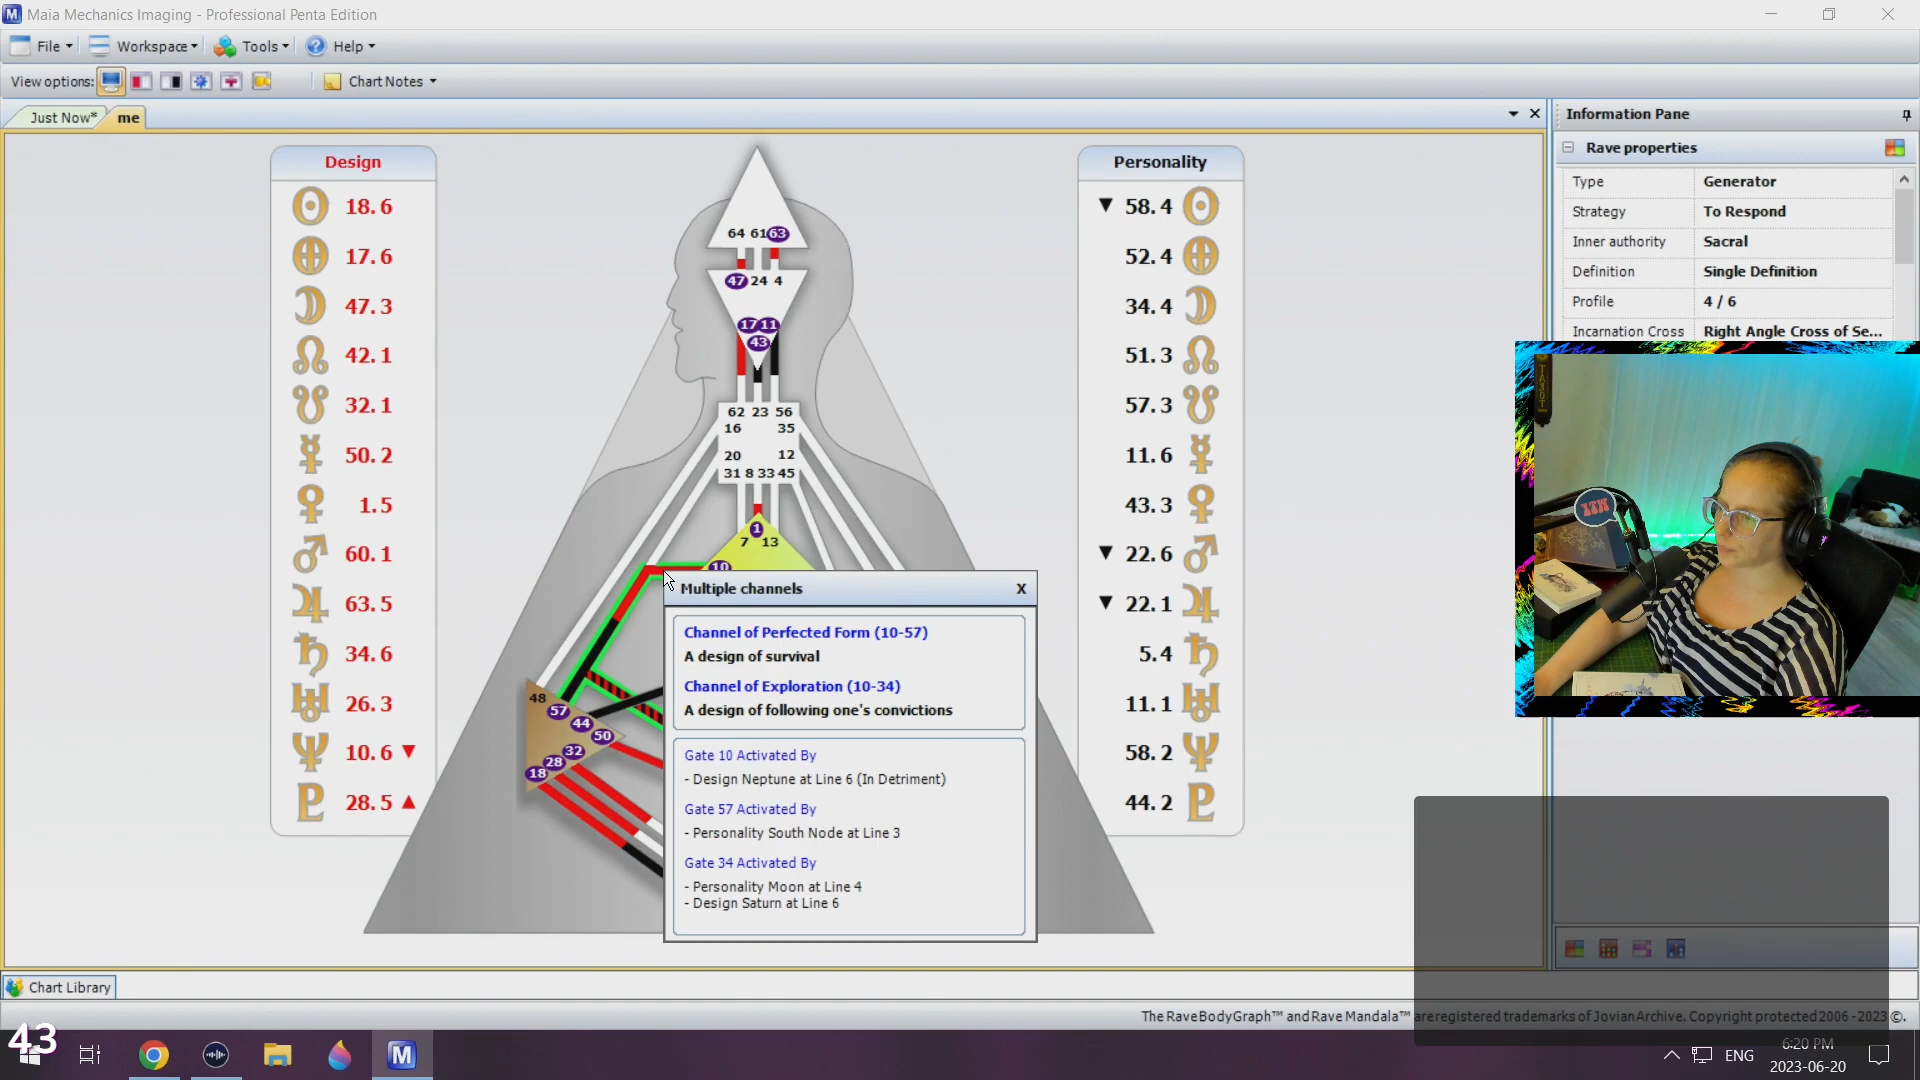 Maia Mechanics Imaging - Professional Penta Edition
File
Workspace
Tools
Help
View options:
Chart Notes
Just Now*
me
Information Pane
Rave properties
Type
Generator
Strategy
To Respond
Inner authority
Sacral
Definition
Single Definition
Profile
4 / 6
Incarnation Cross
Right Angle Cross of Se...
Design
18.6
17.6
47.3
42.1
32.1
50.2
1.5
60.1
63.5
34.6
26.3
10.6
28.5
64 61 63
47 24 4
17 11
43
62 23 56
16 35
20 12
31 8 33 45
1
7 13
10
48
57
44
50
32
28
18
Multiple channels
X
Channel of Perfected Form (10-57)
A design of survival
Channel of Exploration (10-34)
A design of following one's convictions
Gate 10 Activated By
- Design Neptune at Line 6 (In Detriment)
Gate 57 Activated By
- Personality South Node at Line 3
Gate 34 Activated By
- Personality Moon at Line 4
- Design Saturn at Line 6
Personality
58.4
52.4
34.4
51.3
57.3
11.6
43.3
22.6
22.1
5.4
11.1
58.2
44.2
TAROT
Chart Library
The RaveBodyGraph™ and Rave Mandala™ are registered trademarks of JovianArchive. Copyright protected 2006 - 2023 ©.
43
M
ENG
6:20 PM
2023-06-20